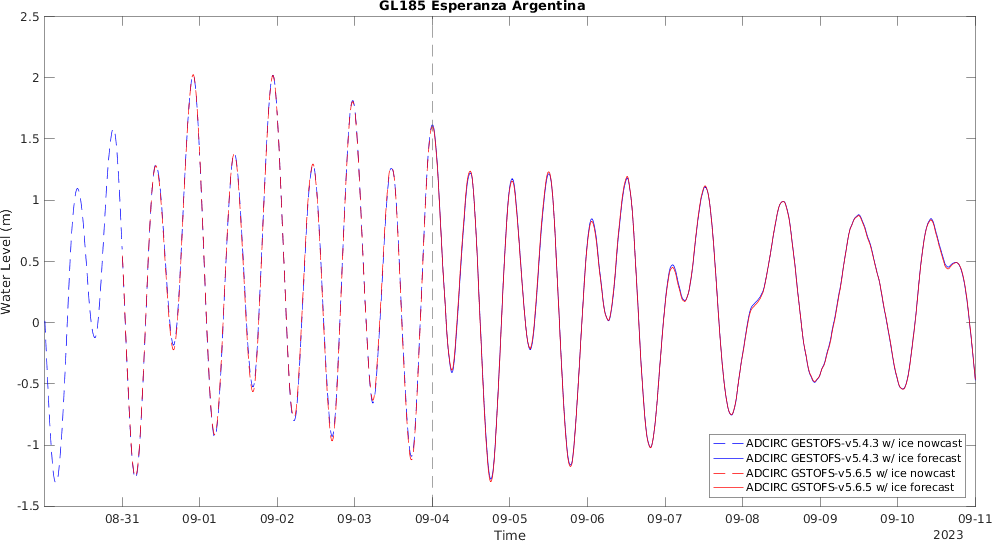 GL185 Esperanza Argentina
2.5
2
1.5
1
0.5
0
-0.5
-1
-1.5
Water Level (m)
ADCIRC GESTOFS-v5.4.3 w/ ice nowcast
ADCIRC GESTOFS-v5.4.3 w/ ice forecast
ADCIRC GSTOFS-v5.6.5 w/ ice nowcast
ADCIRC GSTOFS-v5.6.5 w/ ice forecast
08-31 09-01 09-02 09-03 09-04 09-05 09-06 09-07 09-08 09-09 09-10 09-11
Time
2023